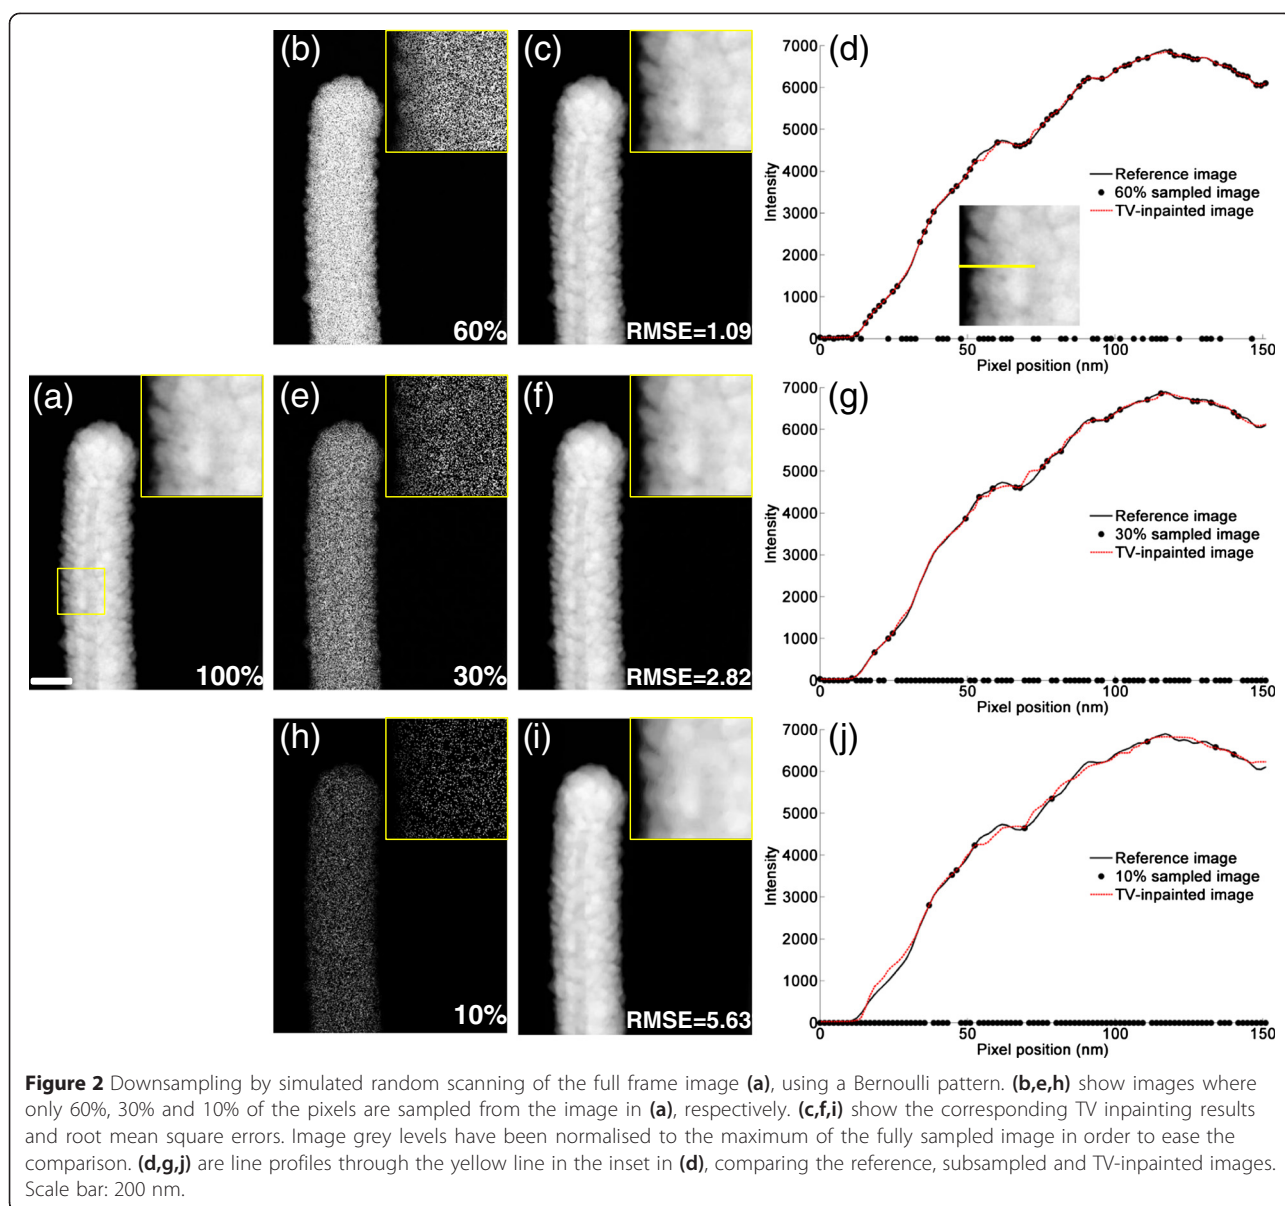 (b)
60%
(c)
RMSE=1.09
(d)
7000
6000
5000
4000
3000
2000
1000
0
Intensity
Reference image
60% sampled image
TV-inpainted image
0
50
100
150
Pixel position (nm)
(a)
100%
(e)
30%
(f)
RMSE=2.82
(g)
7000
6000
5000
4000
3000
2000
1000
0
Intensity
Reference image
30% sampled image
TV-inpainted image
0
50
100
150
Pixel position (nm)
(h)
10%
(i)
RMSE=5.63
(j)
7000
6000
5000
4000
3000
2000
1000
0
Intensity
Reference image
10% sampled image
TV-inpainted image
0
50
100
150
Pixel position (nm)
Figure 2 Downsampling by simulated random scanning of the full frame image (a), using a Bernoulli pattern. (b,e,h) show images where
only 60%, 30% and 10% of the pixels are sampled from the image in (a), respectively. (c,f,i) show the corresponding TV inpainting results
and root mean square errors. Image grey levels have been normalised to the maximum of the fully sampled image in order to ease the
comparison. (d,g,j) are line profiles through the yellow line in the inset in (d), comparing the reference, subsampled and TV-inpainted images.
Scale bar: 200 nm.